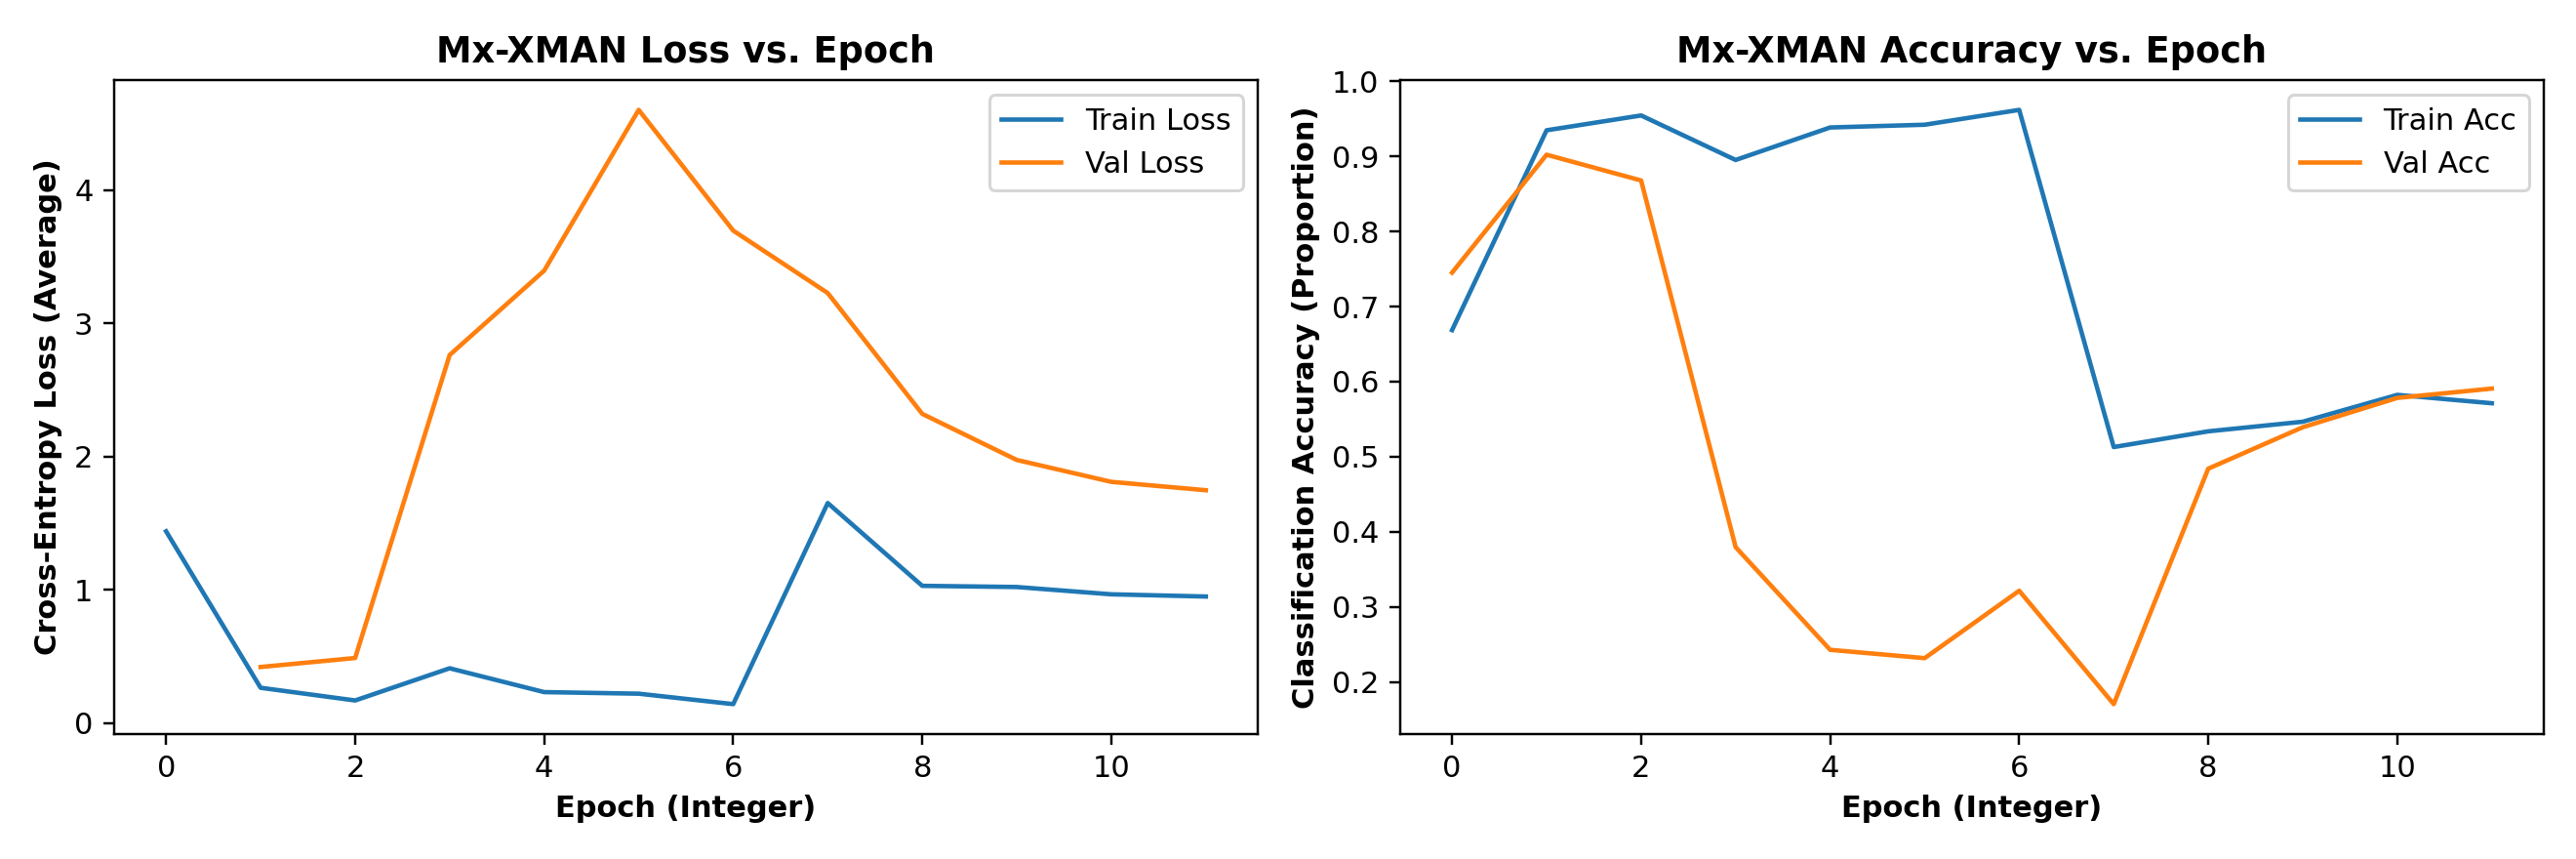 Mx-XMAN Loss vs. Epoch
Cross-Entropy Loss (Average)
4
3
2
1
0
0 2 4 6 8 10
Epoch (Integer)
Train Loss
Val Loss
Mx-XMAN Accuracy vs. Epoch
Classification Accuracy (Proportion)
1.0
0.9
0.8
0.7
0.6
0.5
0.4
0.3
0.2
0 2 4 6 8 10
Epoch (Integer)
Train Acc
Val Acc